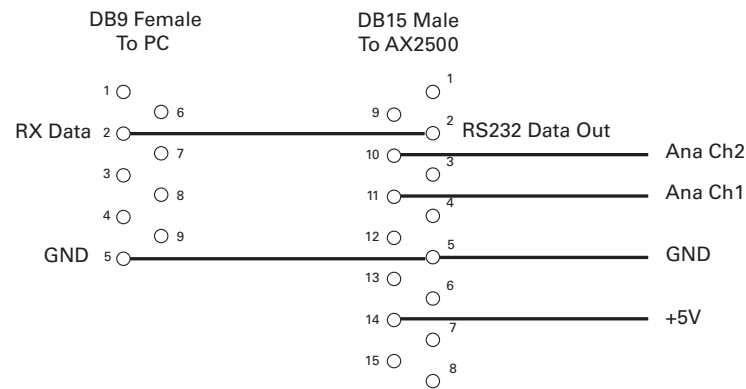 DB9 Female
To PC
DB15 Male
To AX2500
1
1
6
9
RX Data 2
2 RS232 Data Out
7
10
Ana Ch2
3
3
8
11
Ana Ch1
4
4
9
12
GND 5
5
GND
13
6
14
+5V
7
15
8